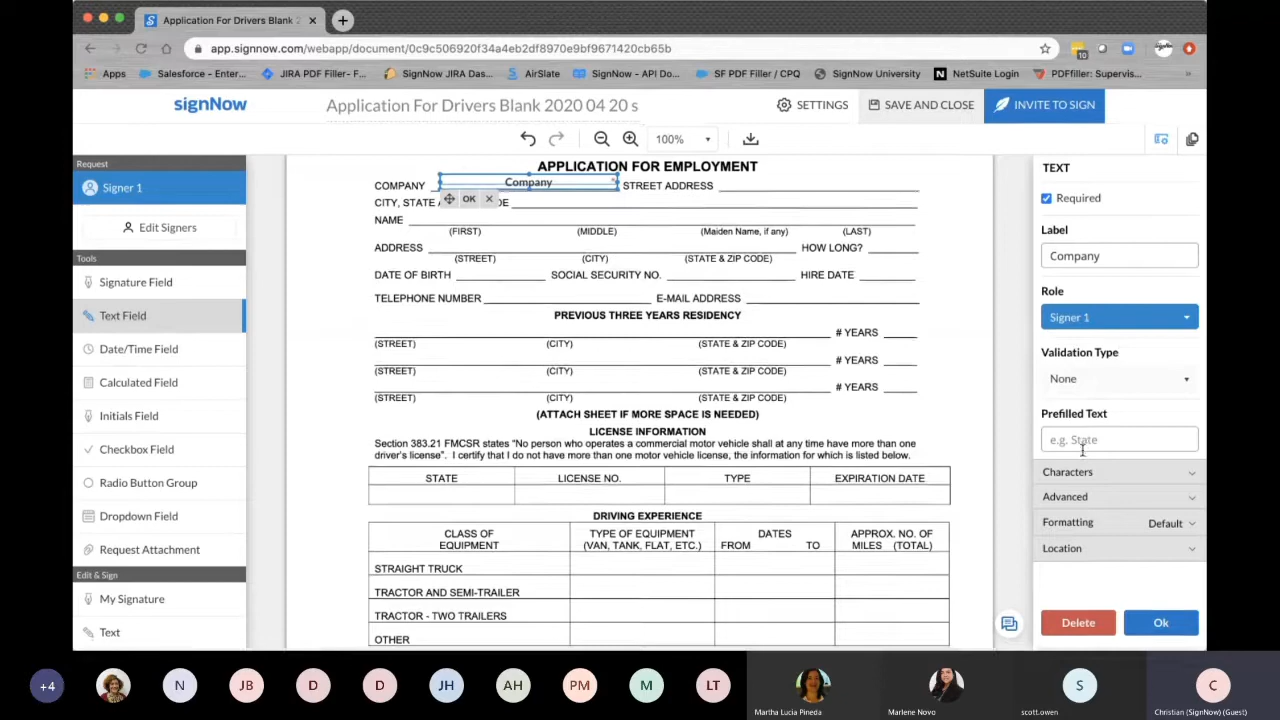 Application For Drivers Blank 2
app.signnow.com/webapp/document/0c9c506920f34a4eb2df8970e9bf9671420cb65b
10
Apps
Salesforce - Enter...
JIRA PDF Filler- F...
SignNow JIRA Das...
AirSlate
SignNow - API Do...
SF PDF Filler / CPQ
SignNow University
NetSuite Login
PDFfiller: Supervis...
signNow
Application For Drivers Blank 2020 04 20 s
SETTINGS
SAVE AND CLOSE
INVITE TO SIGN
100%
Request
Signer 1
Edit Signers
Tools
Signature Field
Text Field
Date/Time Field
Calculated Field
Initials Field
Checkbox Field
Radio Button Group
Dropdown Field
Request Attachment
Edit & Sign
My Signature
Text
APPLICATION FOR EMPLOYMENT
COMPANY Company STREET ADDRESS
CITY, STATE DE
OK
NAME
(FIRST) (MIDDLE) (Maiden Name, if any) (LAST)
ADDRESS HOW LONG?
(STREET) (CITY) (STATE & ZIP CODE)
DATE OF BIRTH SOCIAL SECURITY NO. HIRE DATE
TELEPHONE NUMBER E-MAIL ADDRESS
PREVIOUS THREE YEARS RESIDENCY
# YEARS
(STREET) (CITY) (STATE & ZIP CODE)
# YEARS
(STREET) (CITY) (STATE & ZIP CODE)
# YEARS
(STREET) (CITY) (STATE & ZIP CODE)
(ATTACH SHEET IF MORE SPACE IS NEEDED)
LICENSE INFORMATION
Section 383.21 FMCSR states "No person who operates a commercial motor vehicle shall at any time have more than one
driver's license". I certify that I do not have more than one motor vehicle license, the information for which is listed below.
STATE LICENSE NO. TYPE EXPIRATION DATE
DRIVING EXPERIENCE
CLASS OF TYPE OF EQUIPMENT DATES APPROX. NO. OF
EQUIPMENT (VAN, TANK, FLAT, ETC.) FROM TO MILES (TOTAL)
STRAIGHT TRUCK
TRACTOR AND SEMI-TRAILER
TRACTOR - TWO TRAILERS
OTHER
TEXT
Required
Label
Company
Role
Signer 1
Validation Type
None
Prefilled Text
e.g. State
Characters
Advanced
Formatting Default
Location
Delete
Ok
+4
N
JB
D
D
JH
AH
PM
M
LT
Martha Lucia Pineda
Marlene Novo
S
scott.owen
C
Christian (SignNow) (Guest)